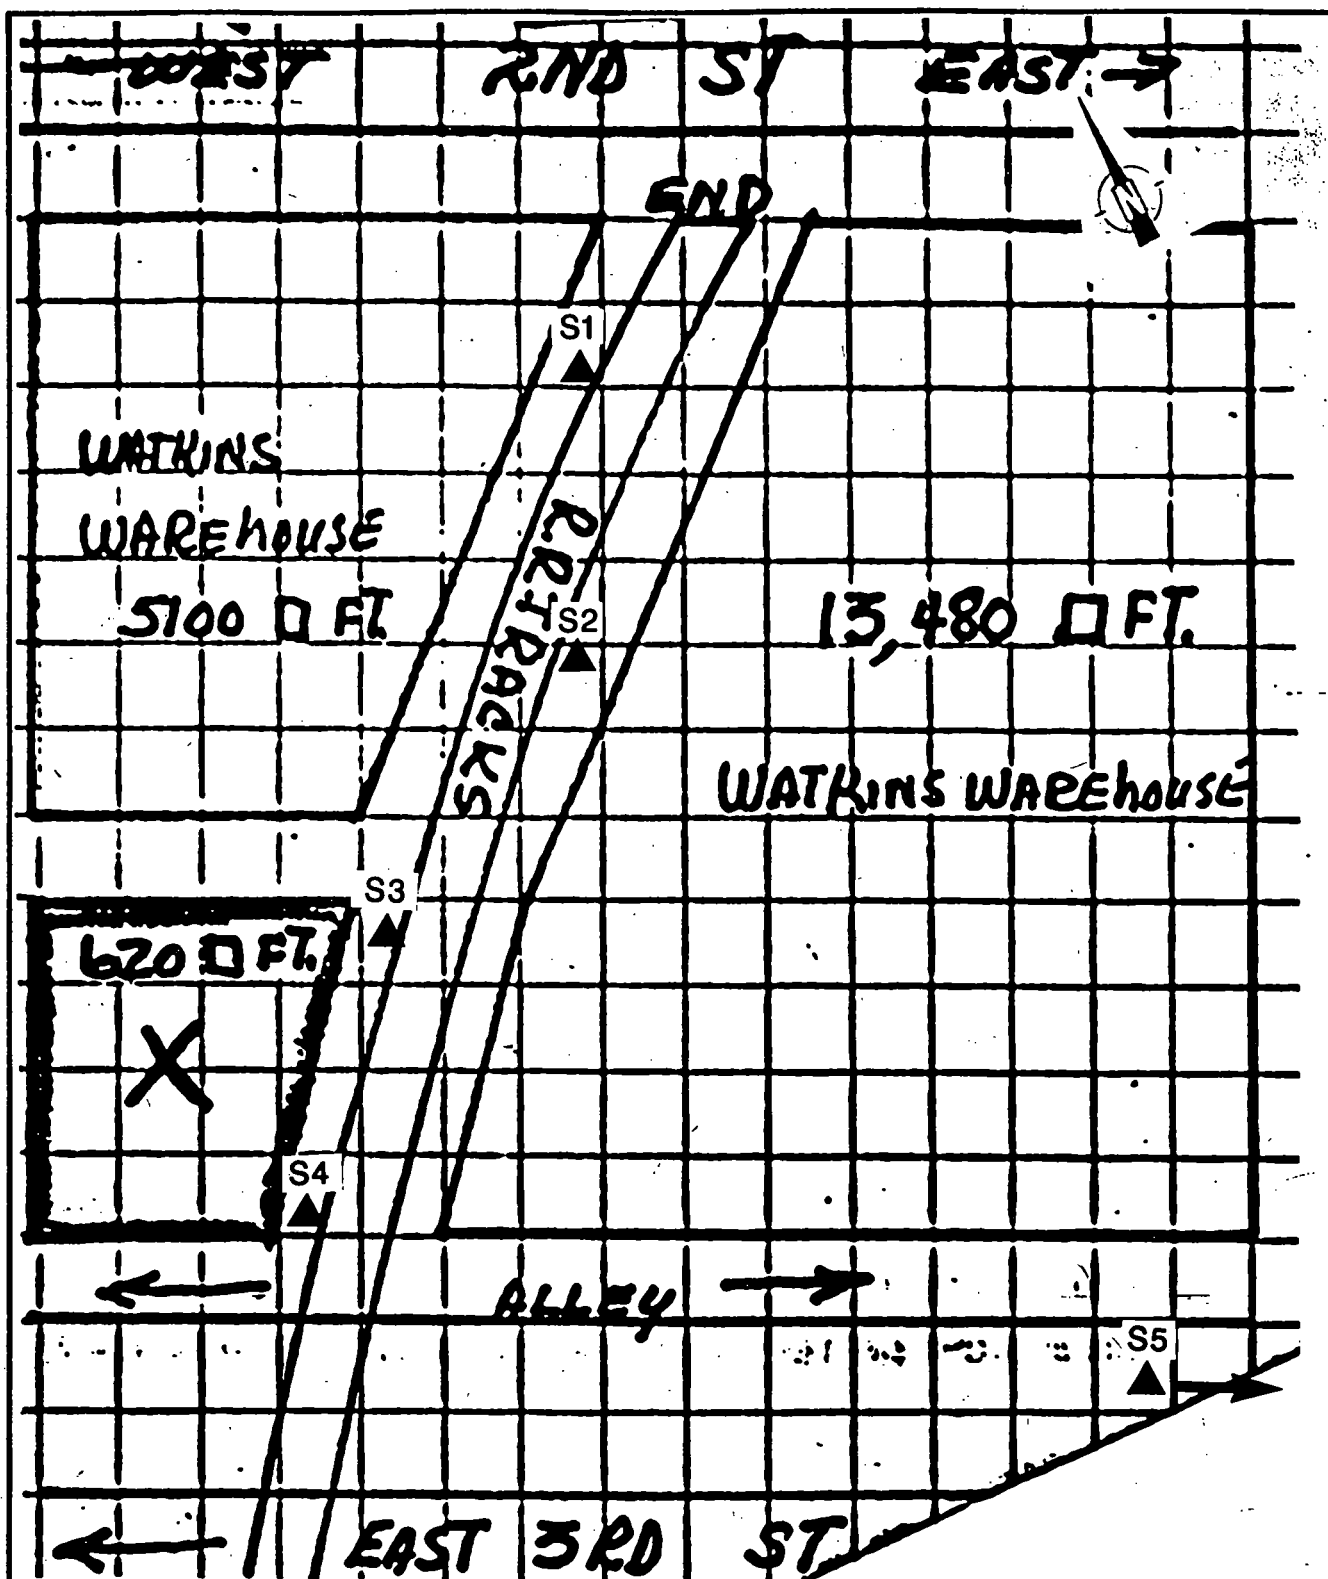 WEST 2ND ST EAST
END
S1
WATKINS
WAREHOUSE
5100 □ FT
R.R. TRACKS
S2
13,480 □ FT.
WATKINS WAREHOUSE
S3
620 □ FT.
X
S4
ALLEY
S5
EAST 3RD ST.